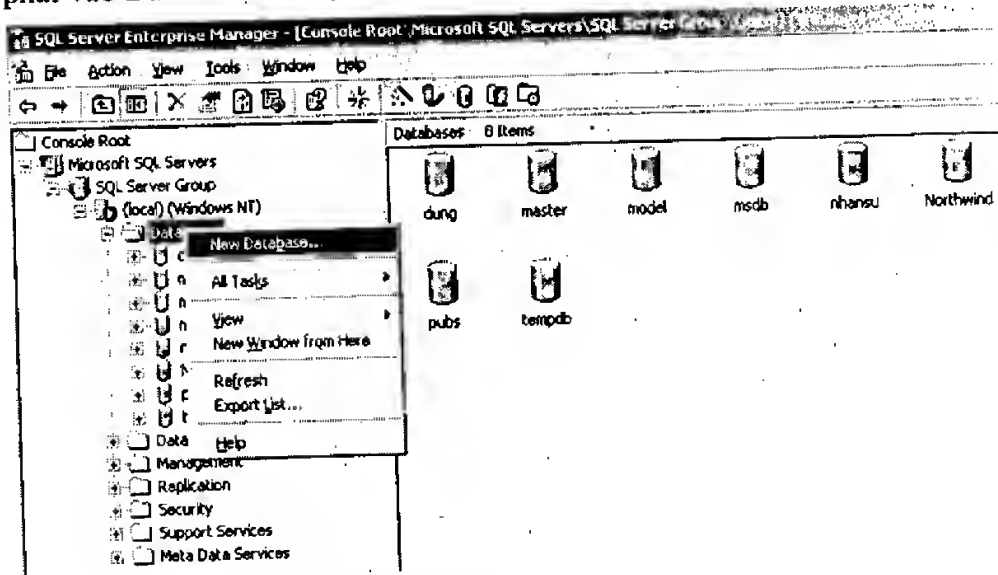 SQL Server Enterprise Manager - [Console Root\Microsoft SQL Servers\SQL Server Group
File Action View Tools Window Help
Console Root
Microsoft SQL Servers
SQL Server Group
(local) (Windows NT)
Data
Data
Management
Replication
Security
Support Services
Meta Data Services
New Database...
All Tasks
View
New Window from Here
Refresh
Export List...
Help
Databases 8 Items
dung master model msdb nhansu Northwind
pubs tempdb